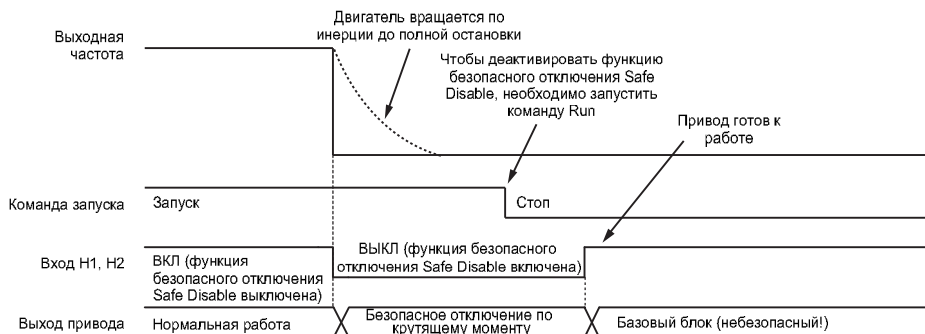 Двигатель вращается по
инерции до полной остановки
Выходная
частота
Чтобы деактивировать функцию
безопасного отключения Safe
Disable, необходимо запустить
команду Run
Привод готов к
работе
Команда запуска
Запуск
Стоп
Вход H1, H2
ВКЛ (функция
безопасного отключения
Safe Disable выключена)
ВЫКЛ (функция безопасного
отключения Safe Disable включена)
Выход привода
Нормальная работа
Безопасное отключение по
крутящему моменту
Базовый блок (небезопасный!)